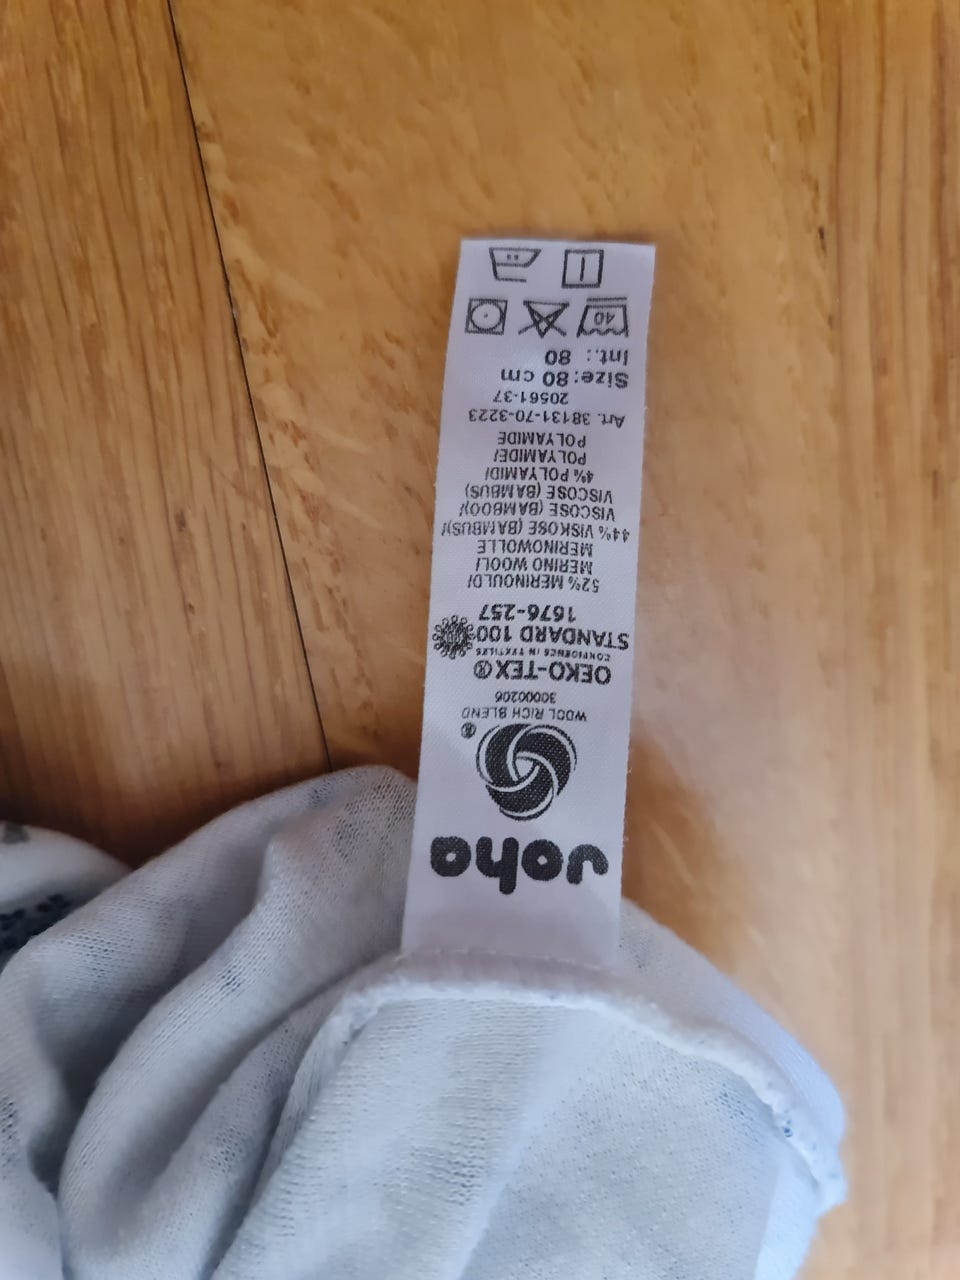 Joha
®
WOOL RICH BLEND
30000206
OEKO-TEX®
CONFIDENCE IN TEXTILES
STANDARD 100
1676-257
52% MERINOULD/
MERINO WOOL/
MERINOWOLLE
44% VISKOSE (BAMBUS)/
VISCOSE (BAMBOO)/
VISCOSE (BAMBUS)
4% POLYAMID/
POLYAMIDE/
POLYAMIDE
Art. 38131-70-3223
20561-37
Size: 80 cm
Int.: 80
40